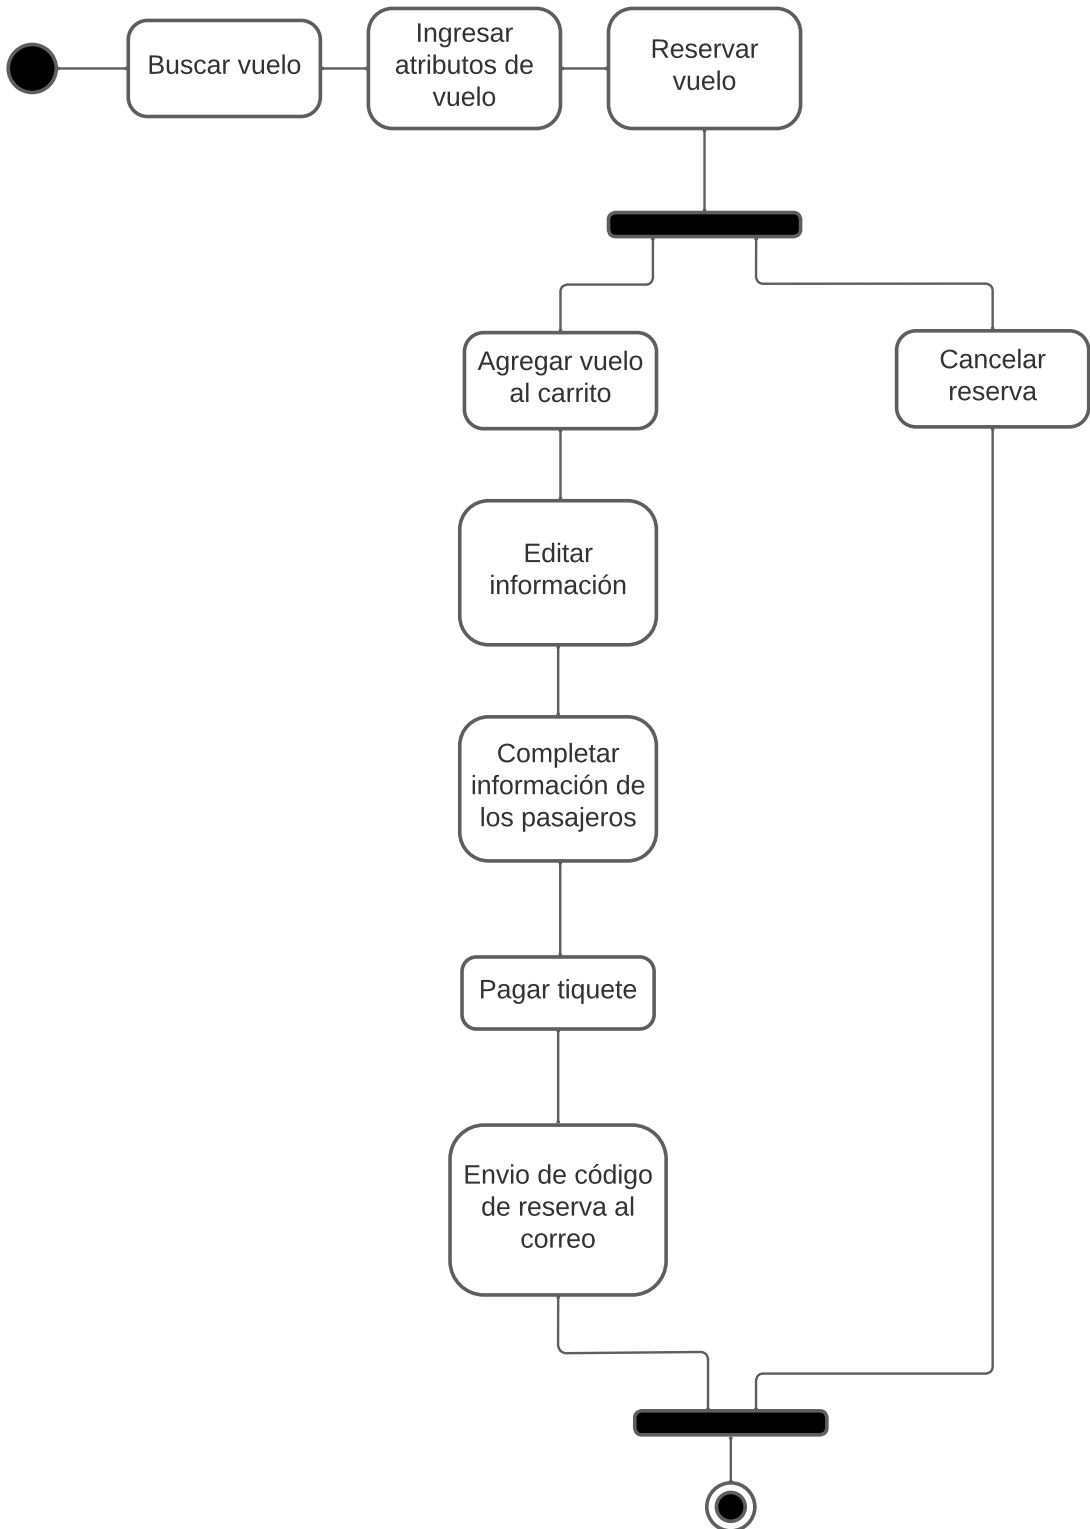 Buscar vuelo
Ingresar
atributos de
vuelo
Reservar
vuelo
Agregar vuelo
al carrito
Cancelar
reserva
Editar
información
Completar
información de
los pasajeros
Pagar tiquete
Envio de código
de reserva al
correo